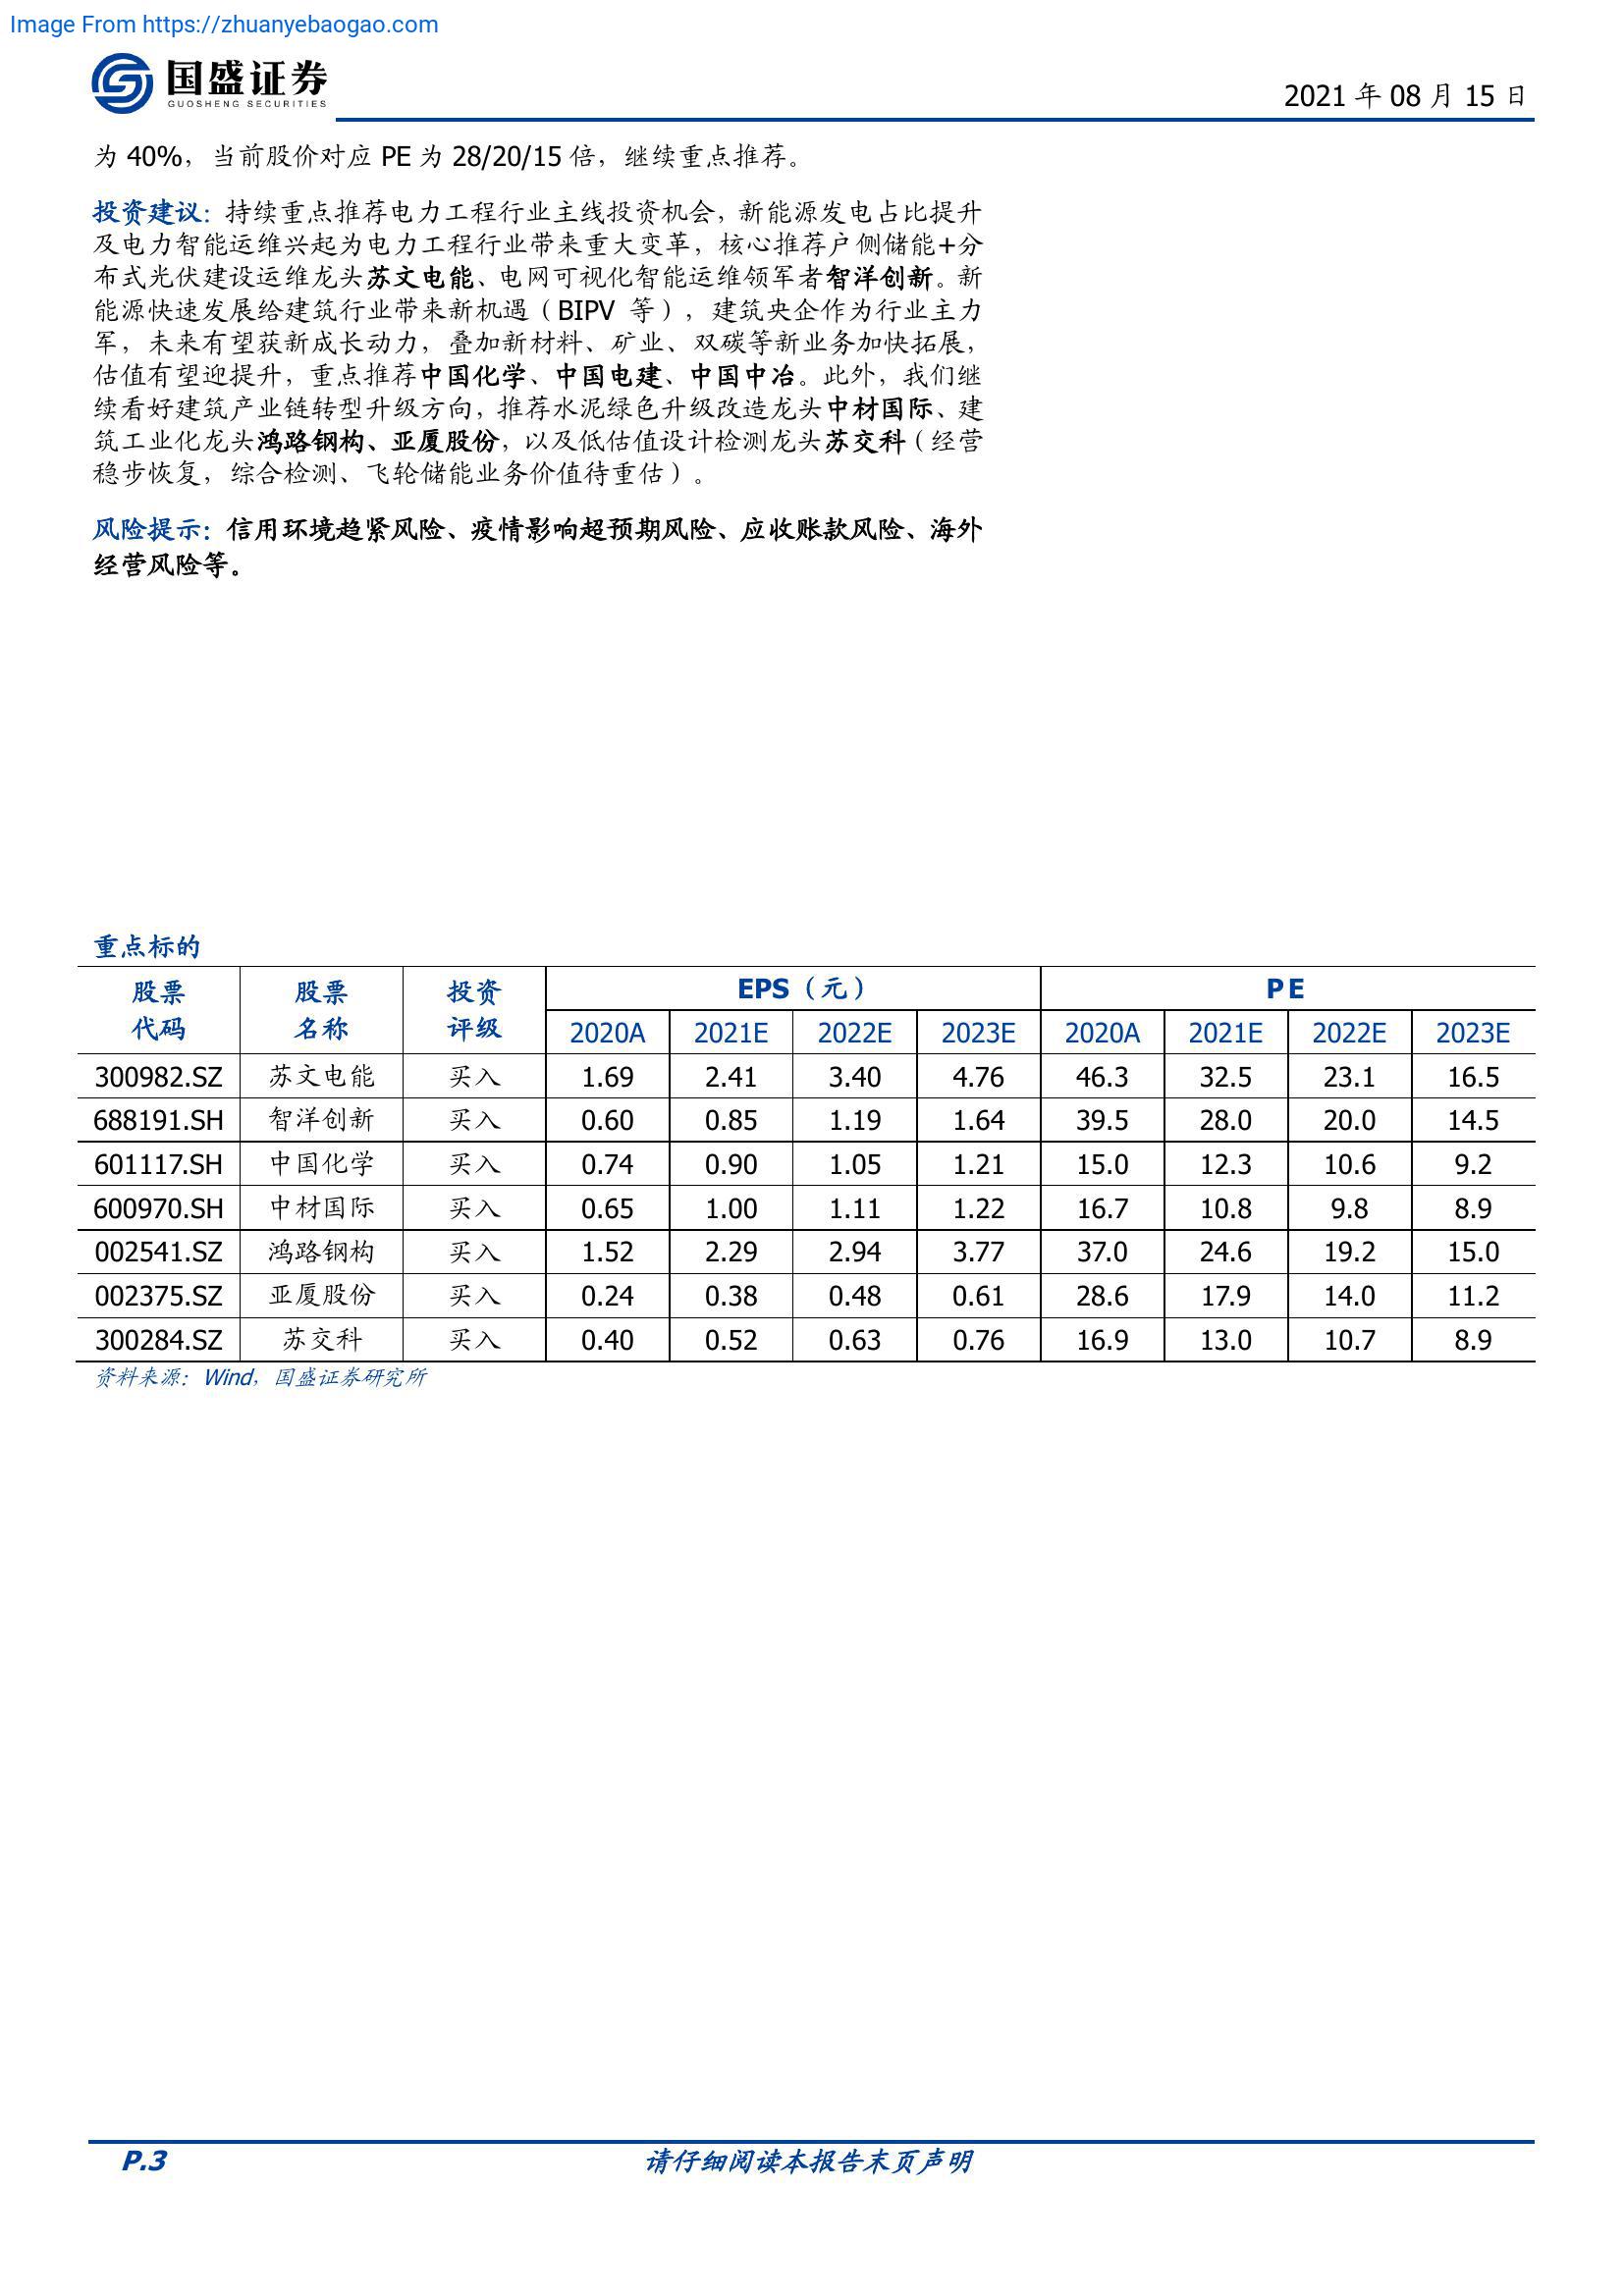 Image From https://zhuanyebaogao.com
国盛证券
GUOSHENG SECURITIES
2021 年 08 月 15 日
为 40%，当前股价对应 PE 为 28/20/15 倍，继续重点推荐。
投资建议：持续重点推荐电力工程行业主线投资机会，新能源发电占比提升
及电力智能运维兴起为电力工程行业带来重大变革，核心推荐户侧储能+分
布式光伏建设运维龙头苏文电能、电网可视化智能运维领军者智洋创新。新
能源快速发展给建筑行业带来新机遇（BIPV 等），建筑央企作为行业主力
军，未来有望获新成长动力，叠加新材料、矿业、双碳等新业务加快拓展，
估值有望迎提升，重点推荐中国化学、中国电建、中国中冶。此外，我们继
续看好建筑产业链转型升级方向，推荐水泥绿色升级改造龙头中材国际、建
筑工业化龙头鸿路钢构、亚厦股份，以及低估值设计检测龙头苏交科（经营
稳步恢复，综合检测、飞轮储能业务价值待重估）。
风险提示：信用环境趋紧风险、疫情影响超预期风险、应收账款风险、海外
经营风险等。
重点标的
股票 股票 投资 EPS（元） PE
代码 名称 评级 2020A 2021E 2022E 2023E 2020A 2021E 2022E 2023E
300982.SZ 苏文电能 买入 1.69 2.41 3.40 4.76 46.3 32.5 23.1 16.5
688191.SH 智洋创新 买入 0.60 0.85 1.19 1.64 39.5 28.0 20.0 14.5
601117.SH 中国化学 买入 0.74 0.90 1.05 1.21 15.0 12.3 10.6 9.2
600970.SH 中材国际 买入 0.65 1.00 1.11 1.22 16.7 10.8 9.8 8.9
002541.SZ 鸿路钢构 买入 1.52 2.29 2.94 3.77 37.0 24.6 19.2 15.0
002375.SZ 亚厦股份 买入 0.24 0.38 0.48 0.61 28.6 17.9 14.0 11.2
300284.SZ 苏交科 买入 0.40 0.52 0.63 0.76 16.9 13.0 10.7 8.9
资料来源：Wind，国盛证券研究所
P.3 请仔细阅读本报告末页声明